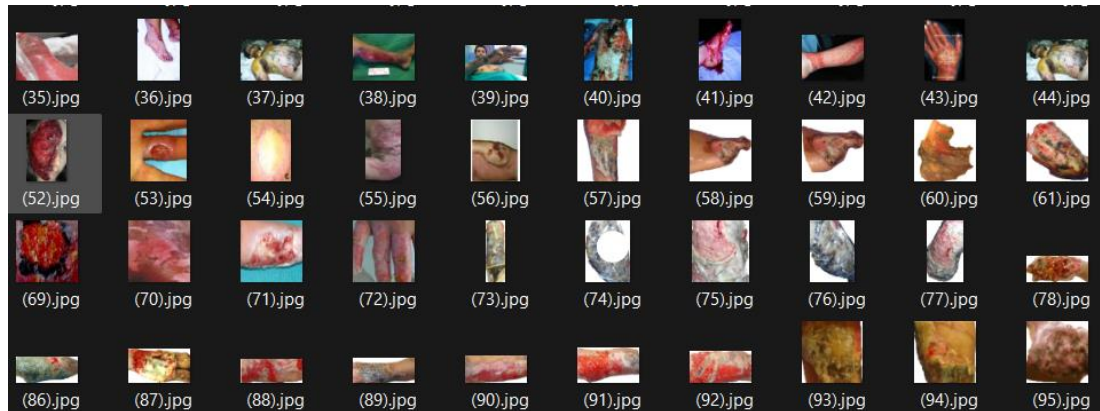 (35).jpg (36).jpg (37).jpg (38).jpg (39).jpg (40).jpg (41).jpg (42).jpg (43).jpg (44).jpg
(52).jpg (53).jpg (54).jpg (55).jpg (56).jpg (57).jpg (58).jpg (59).jpg (60).jpg (61).jpg
(69).jpg (70).jpg (71).jpg (72).jpg (73).jpg (74).jpg (75).jpg (76).jpg (77).jpg (78).jpg
(86).jpg (87).jpg (88).jpg (89).jpg (90).jpg (91).jpg (92).jpg (93).jpg (94).jpg (95).jpg